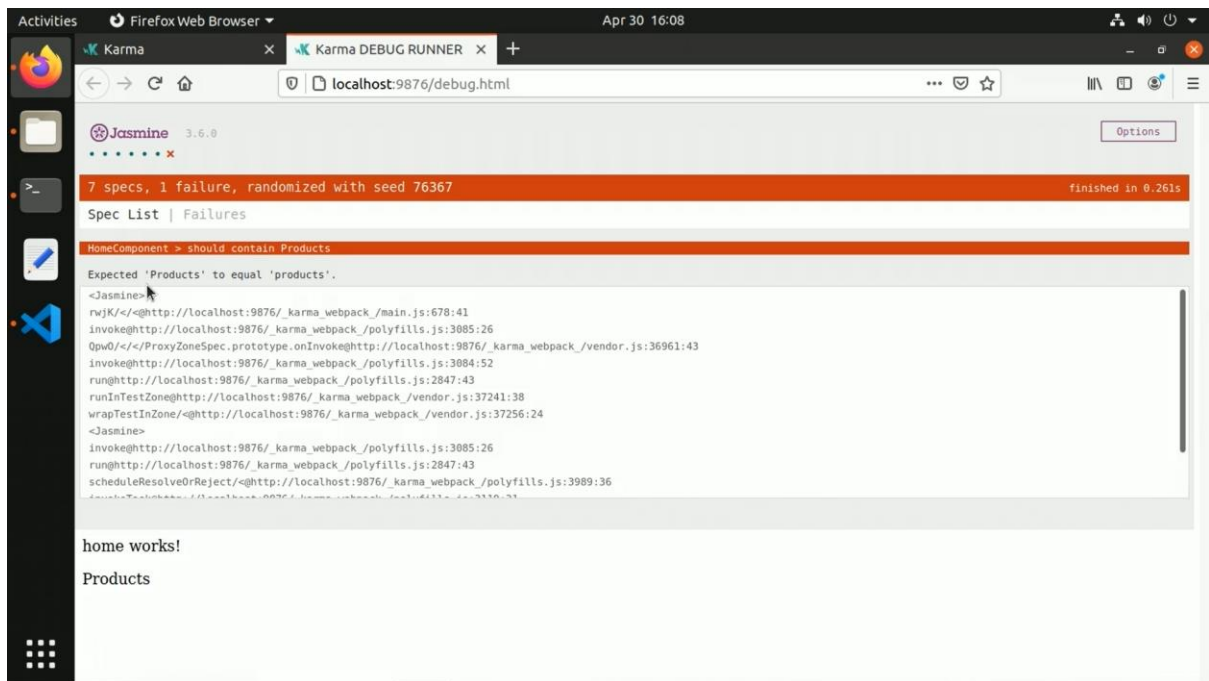 Activities Firefox Web Browser Apr 30 16:08
Karma Karma DEBUG RUNNER
localhost:9876/debug.html
Jasmine 3.6.0 Options
7 specs, 1 failure, randomized with seed 76367 finished in 0.261s
Spec List | Failures
HomeComponent > should contain Products
Expected 'Products' to equal 'products'.
<Jasmine>
rwjK/</<@http://localhost:9876/_karma_webpack_/main.js:678:41
invoke@http://localhost:9876/_karma_webpack_/polyfills.js:3085:26
QpwO/</</ProxyZoneSpec.prototype.onInvoke@http://localhost:9876/_karma_webpack_/vendor.js:36961:43
invoke@http://localhost:9876/_karma_webpack_/polyfills.js:3084:52
run@http://localhost:9876/_karma_webpack_/polyfills.js:2847:43
runInTestZone@http://localhost:9876/_karma_webpack_/vendor.js:37241:38
wrapTestInZone/<@http://localhost:9876/_karma_webpack_/vendor.js:37256:24
<Jasmine>
invoke@http://localhost:9876/_karma_webpack_/polyfills.js:3085:26
run@http://localhost:9876/_karma_webpack_/polyfills.js:2847:43
scheduleResolveOrReject/<@http://localhost:9876/_karma_webpack_/polyfills.js:3989:36
home works!
Products